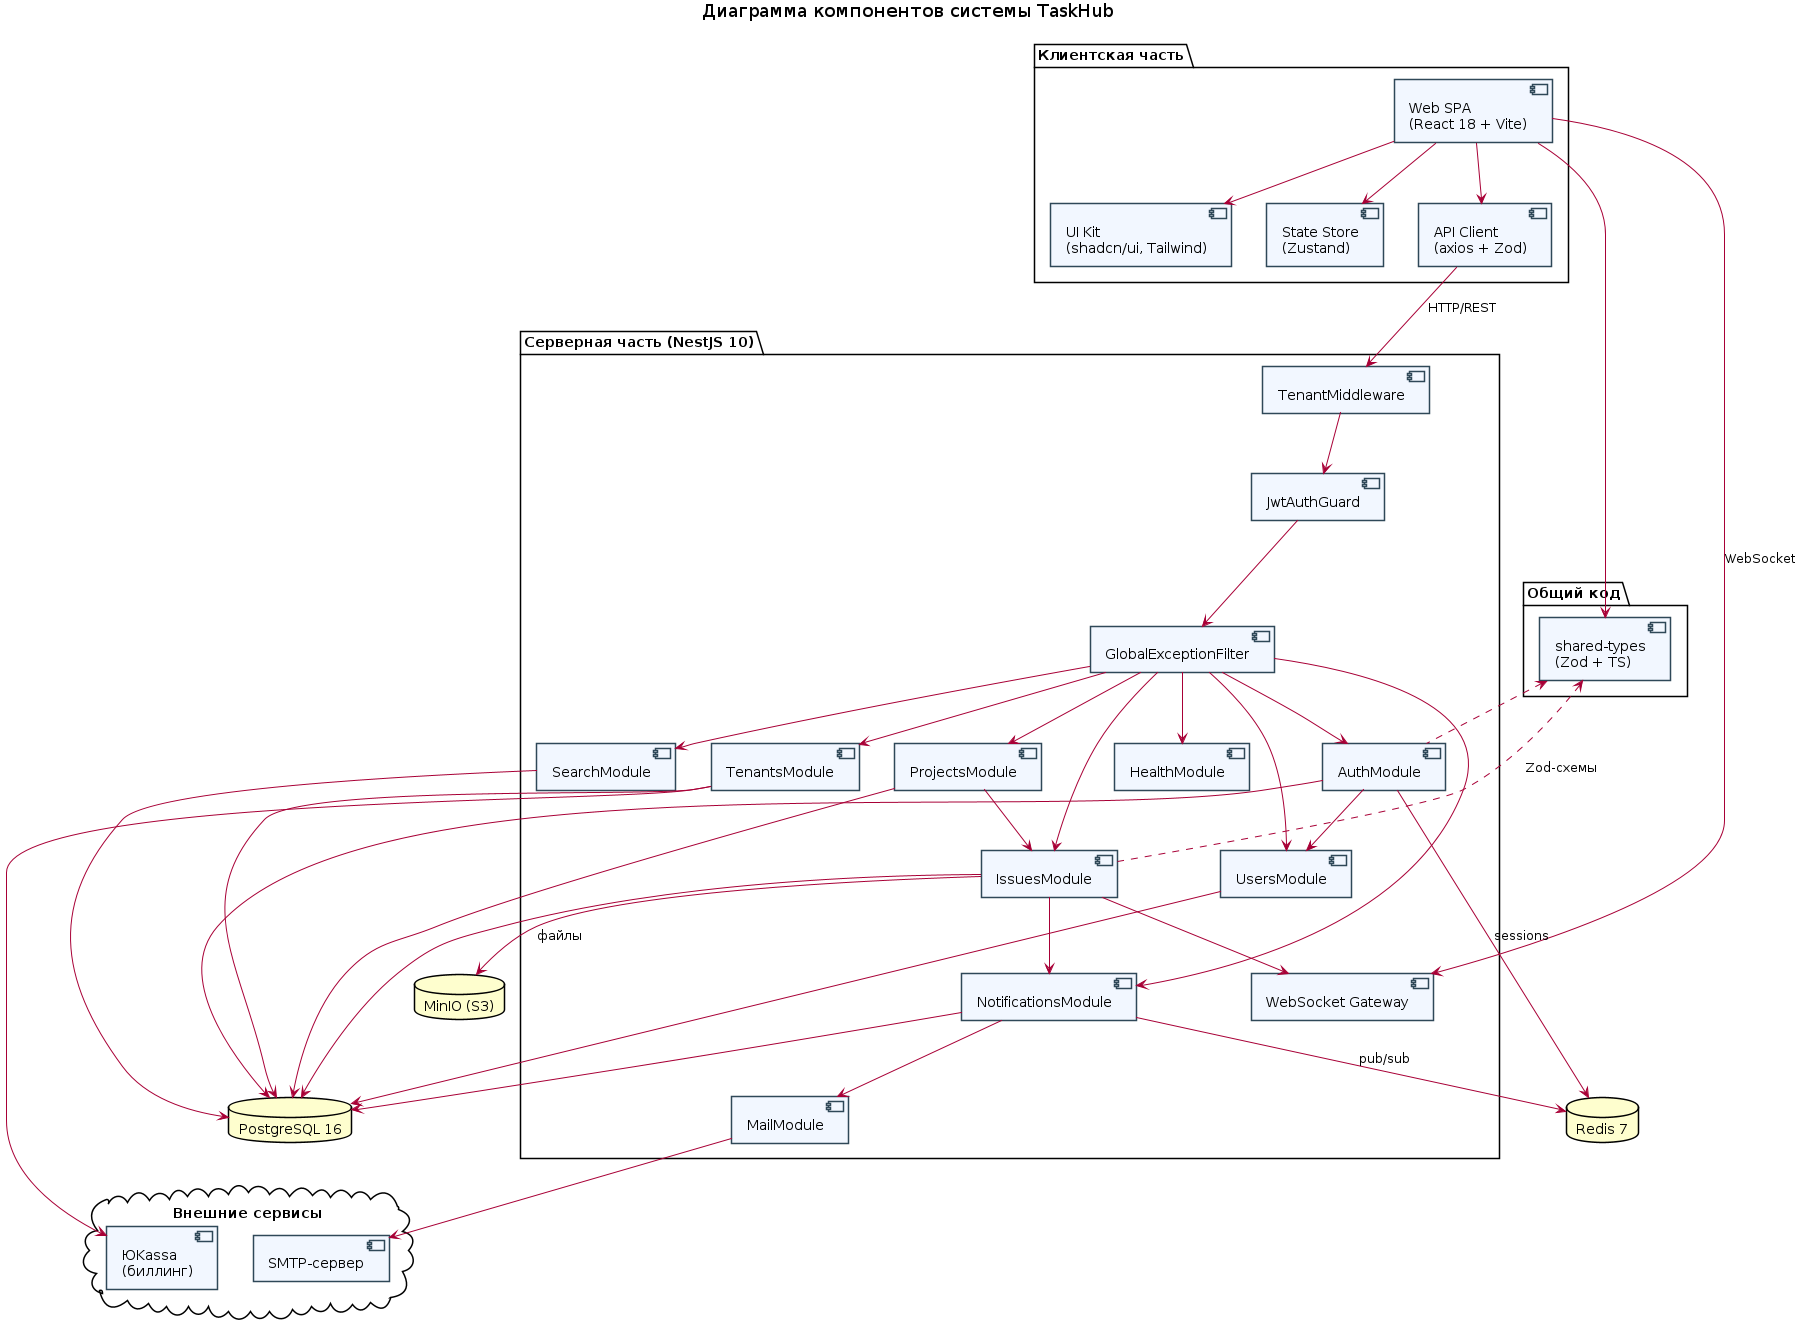 Диаграмма компонентов системы TaskHub
Клиентская часть
Web SPA
(React 18 + Vite)
UI Kit
(shadcn/ui, Tailwind)
State Store
(Zustand)
API Client
(axios + Zod)
HTTP/REST
Серверная часть (NestJS 10)
TenantMiddleware
JwtAuthGuard
WebSocket
Общий код
shared-types
(Zod + TS)
GlobalExceptionFilter
SearchModule
TenantsModule
ProjectsModule
HealthModule
AuthModule
Zod-схемы
IssuesModule
UsersModule
файлы
sessions
MinIO (S3)
NotificationsModule
WebSocket Gateway
pub/sub
PostgreSQL 16
MailModule
Redis 7
Внешние сервисы
ЮKassa
(биллинг)
SMTP-сервер